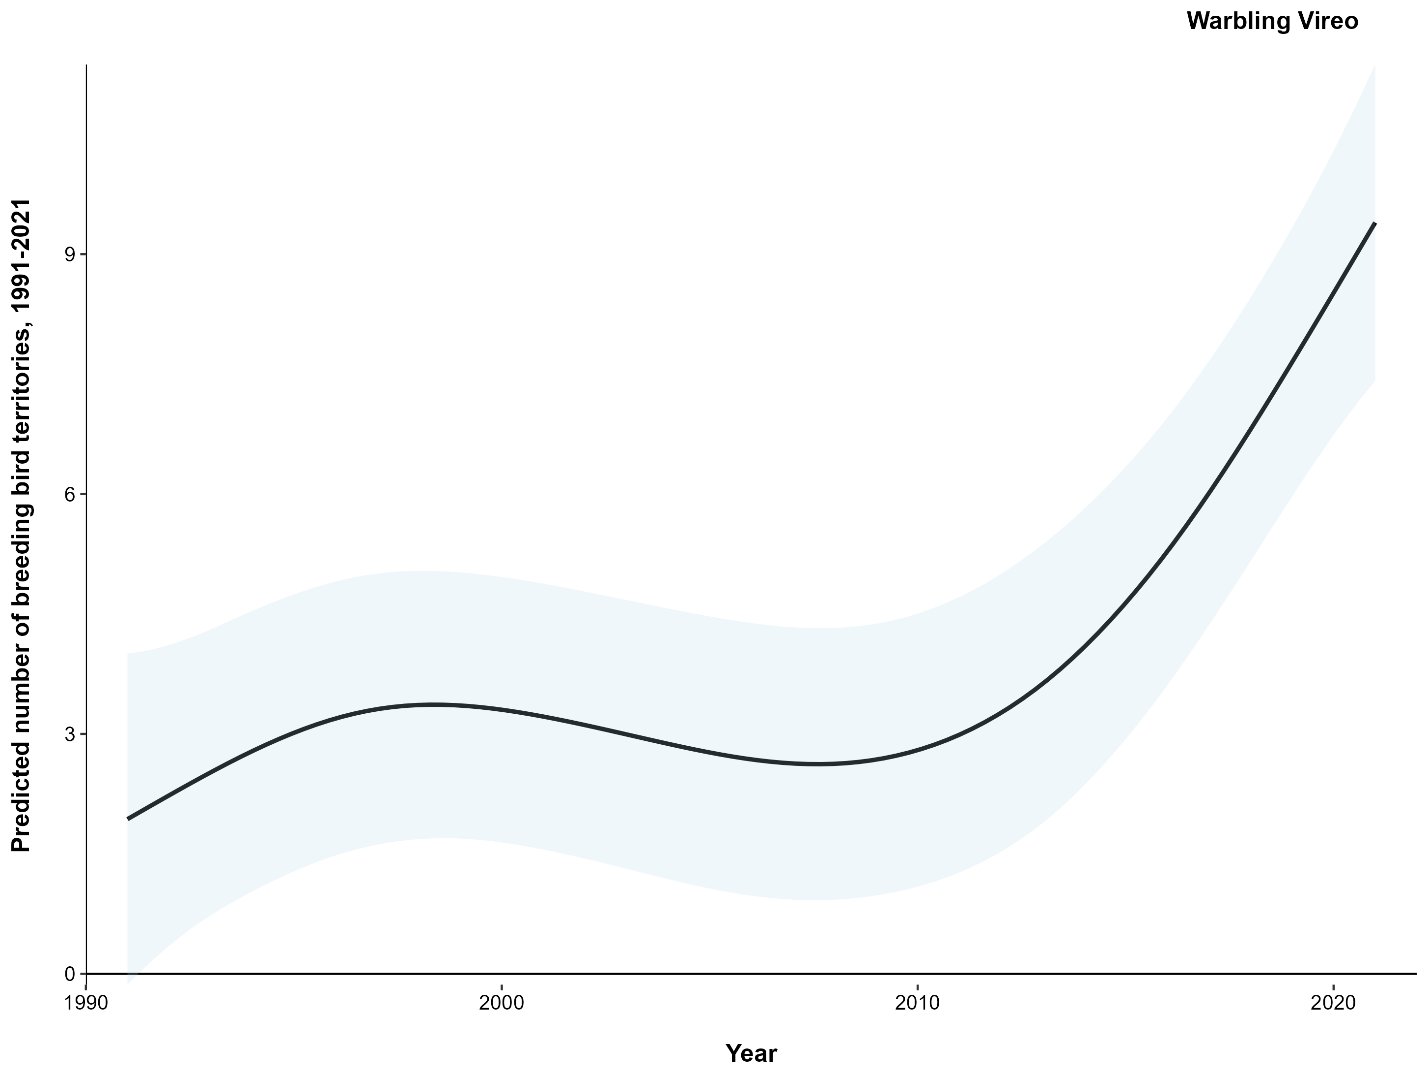 Warbling Vireo
Predicted number of breeding bird territories, 1991-2021
9
6
3
0
1990 2000 2010 2020
Year